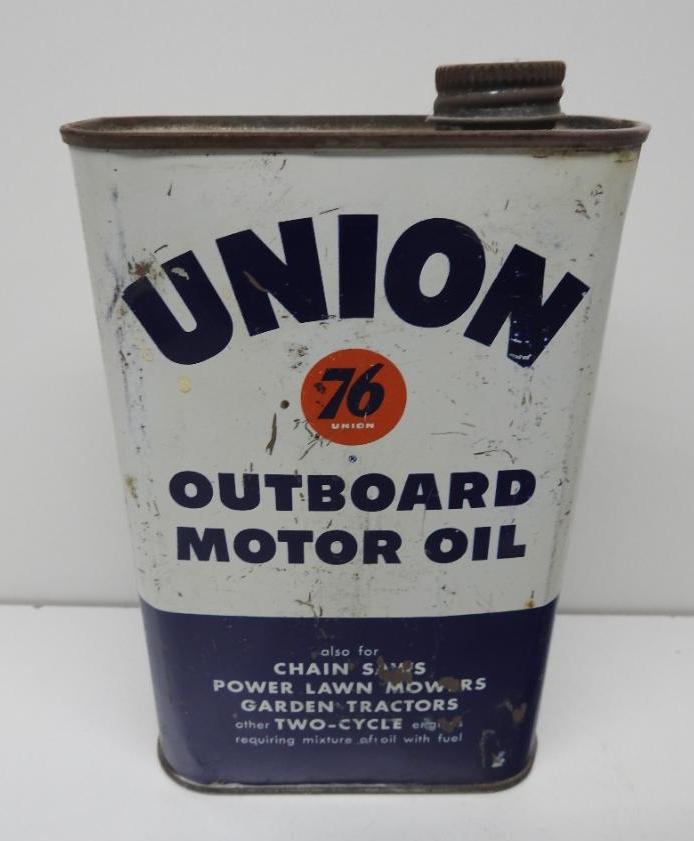 UNION
76
UNION
®
OUTBOARD
MOTOR OIL
also for
CHAIN SAWS
POWER LAWN MOWERS
GARDEN TRACTORS
other TWO-CYCLE engines
requiring mixture of oil with fuel